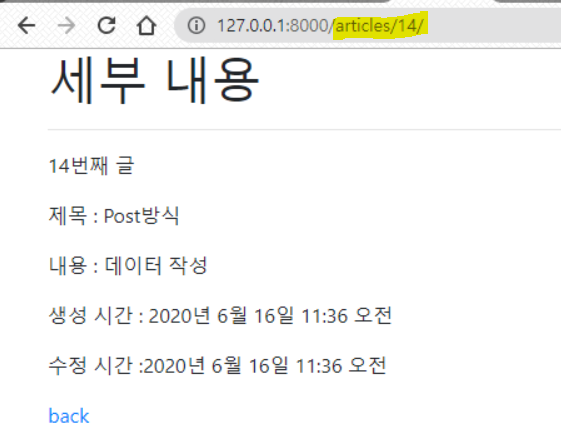 127.0.0.1:8000/articles/14/
세부 내용
14번째 글
제목 : Post방식
내용 : 데이터 작성
생성 시간 : 2020년 6월 16일 11:36 오전
수정 시간 :2020년 6월 16일 11:36 오전
back